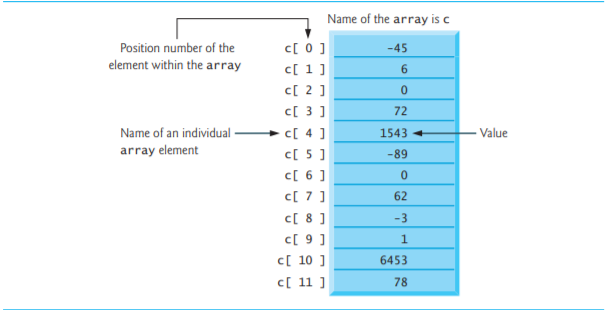 Name of the array is c
Position number of the
element within the array
c[ 0 ] -45
c[ 1 ] 6
c[ 2 ] 0
c[ 3 ] 72
Name of an individual
array element
c[ 4 ] 1543
Value
c[ 5 ] -89
c[ 6 ] 0
c[ 7 ] 62
c[ 8 ] -3
c[ 9 ] 1
c[ 10 ] 6453
c[ 11 ] 78